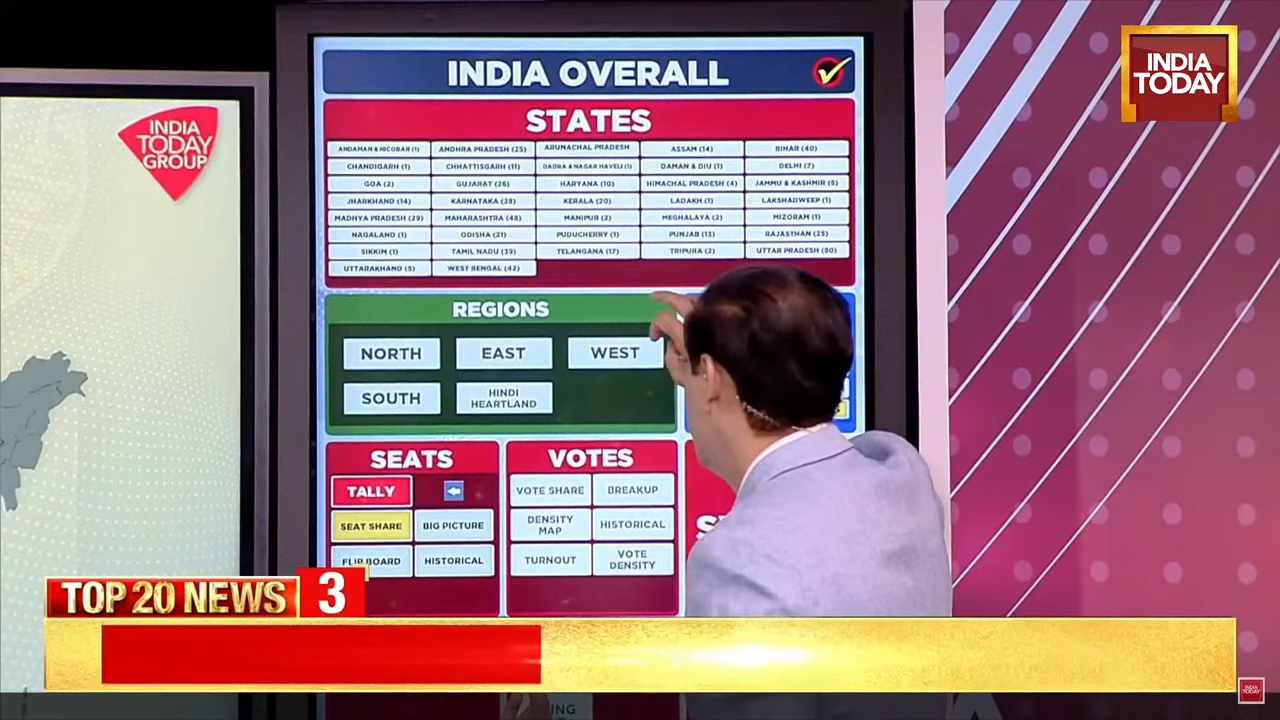 INDIA
TODAY
GROUP
INDIA OVERALL
STATES
ANDAMAN & NICOBAR (1)
ANDHRA PRADESH (25)
ARUNACHAL PRADESH
ASSAM (14)
BIHAR (40)
CHANDIGARH (1)
CHHATTISGARH (11)
DADRA & NAGAR HAVELI (1)
DAMAN & DIU (1)
DELHI (7)
GOA (2)
GUJARAT (26)
HARYANA (10)
HIMACHAL PRADESH (4)
JAMMU & KASHMIR (5)
JHARKHAND (14)
KARNATAKA (28)
KERALA (20)
LADAKH (1)
LAKSHADWEEP (1)
MADHYA PRADESH (29)
MAHARASHTRA (48)
MANIPUR (2)
MEGHALAYA (2)
MIZORAM (1)
NAGALAND (1)
ODISHA (21)
PUDUCHERRY (1)
PUNJAB (13)
RAJASTHAN (25)
SIKKIM (1)
TAMIL NADU (39)
TELANGANA (17)
TRIPURA (2)
UTTAR PRADESH (80)
UTTARAKHAND (5)
WEST BENGAL (42)
REGIONS
NORTH
EAST
WEST
SOUTH
HINDI
HEARTLAND
SEATS
TALLY
SEAT SHARE
BIG PICTURE
FLIP BOARD
HISTORICAL
VOTES
VOTE SHARE
BREAKUP
DENSITY
MAP
HISTORICAL
TURNOUT
VOTE
DENSITY
INDIA
TODAY
TOP 20 NEWS
3
INDIA
TODAY